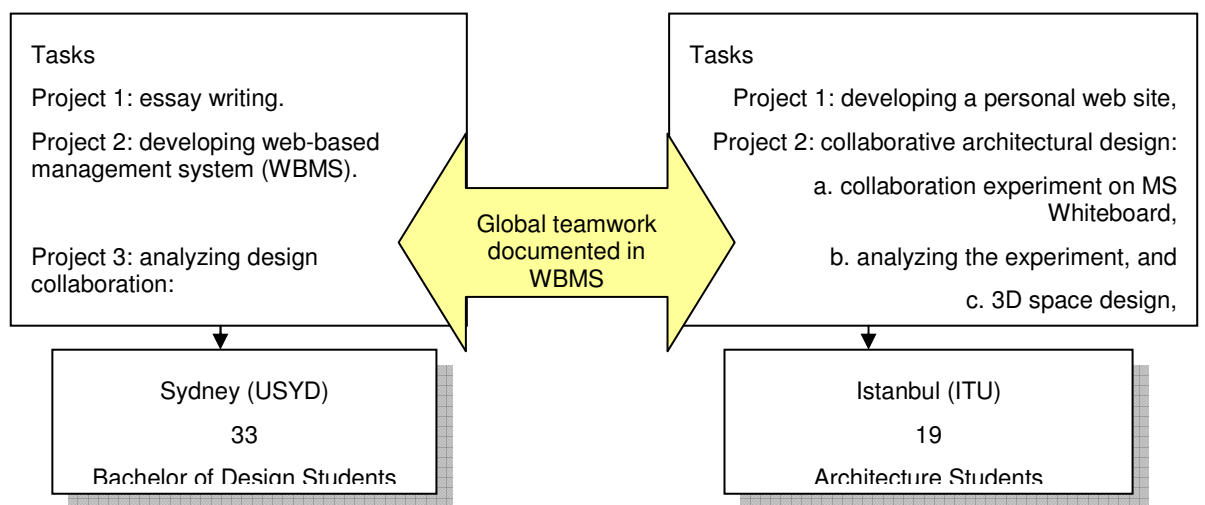 Tasks
Project 1: essay writing.
Project 2: developing web-based
management system (WBMS).
Project 3: analyzing design
collaboration:
Global teamwork
documented in
WBMS
Tasks
Project 1: developing a personal web site,
Project 2: collaborative architectural design:
a. collaboration experiment on MS
Whiteboard,
b. analyzing the experiment, and
c. 3D space design,
Sydney (USYD)
33
Bachelor of Design Students
Istanbul (ITU)
19
Architecture Students